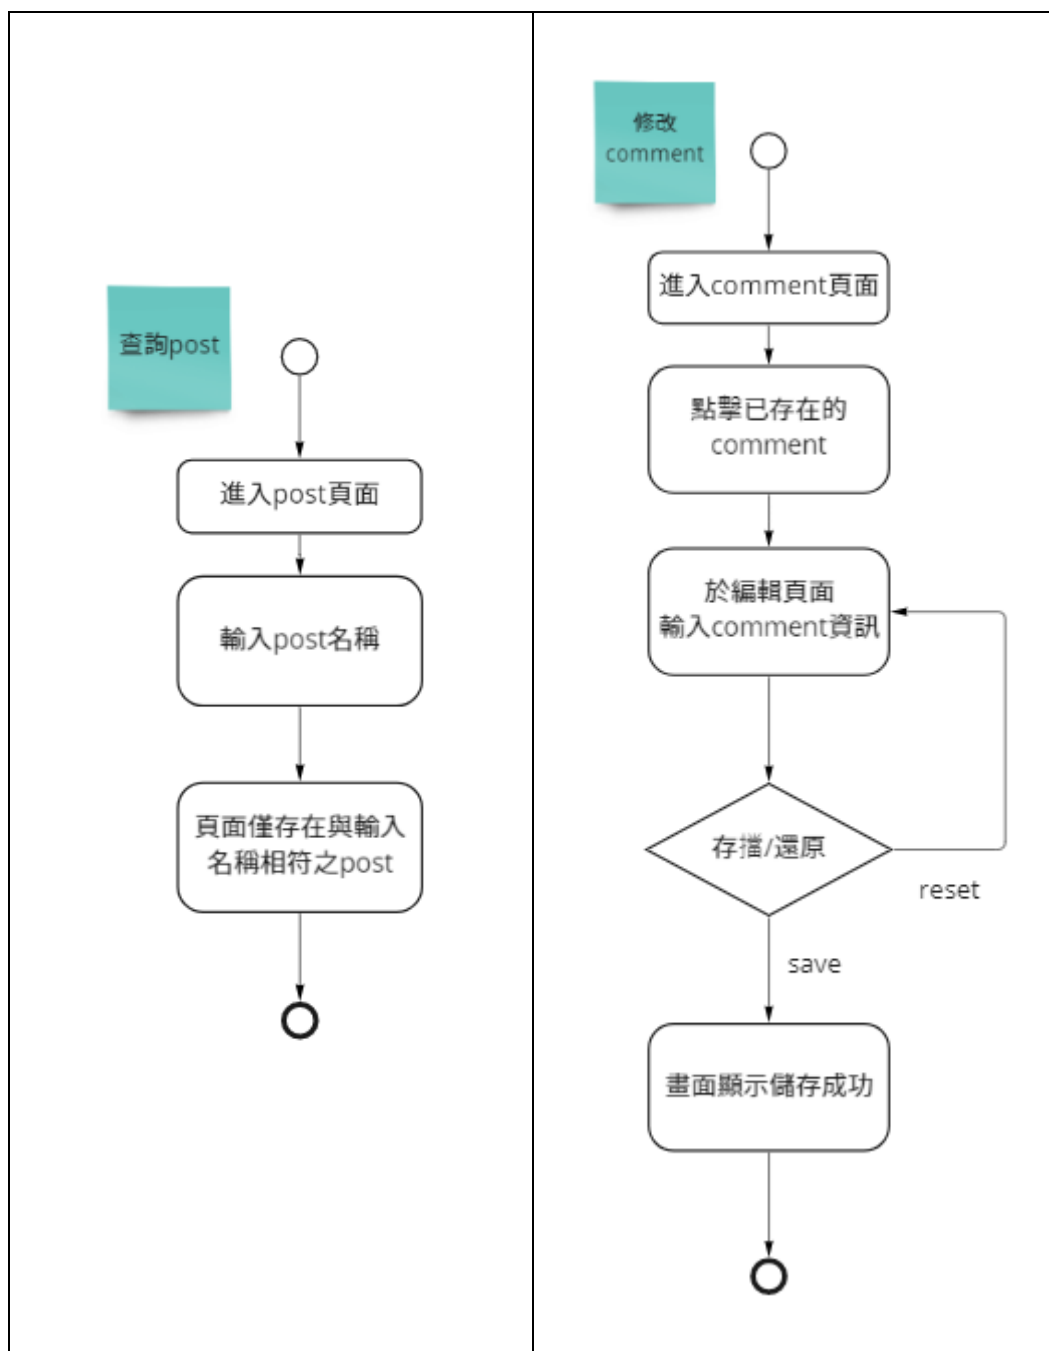 查詢post
進入post頁面
輸入post名稱
頁面僅存在與輸入
名稱相符之post
修改
comment
進入comment頁面
點擊已存在的
comment
於編輯頁面
輸入comment資訊
存擋/還原
reset
save
畫面顯示儲存成功